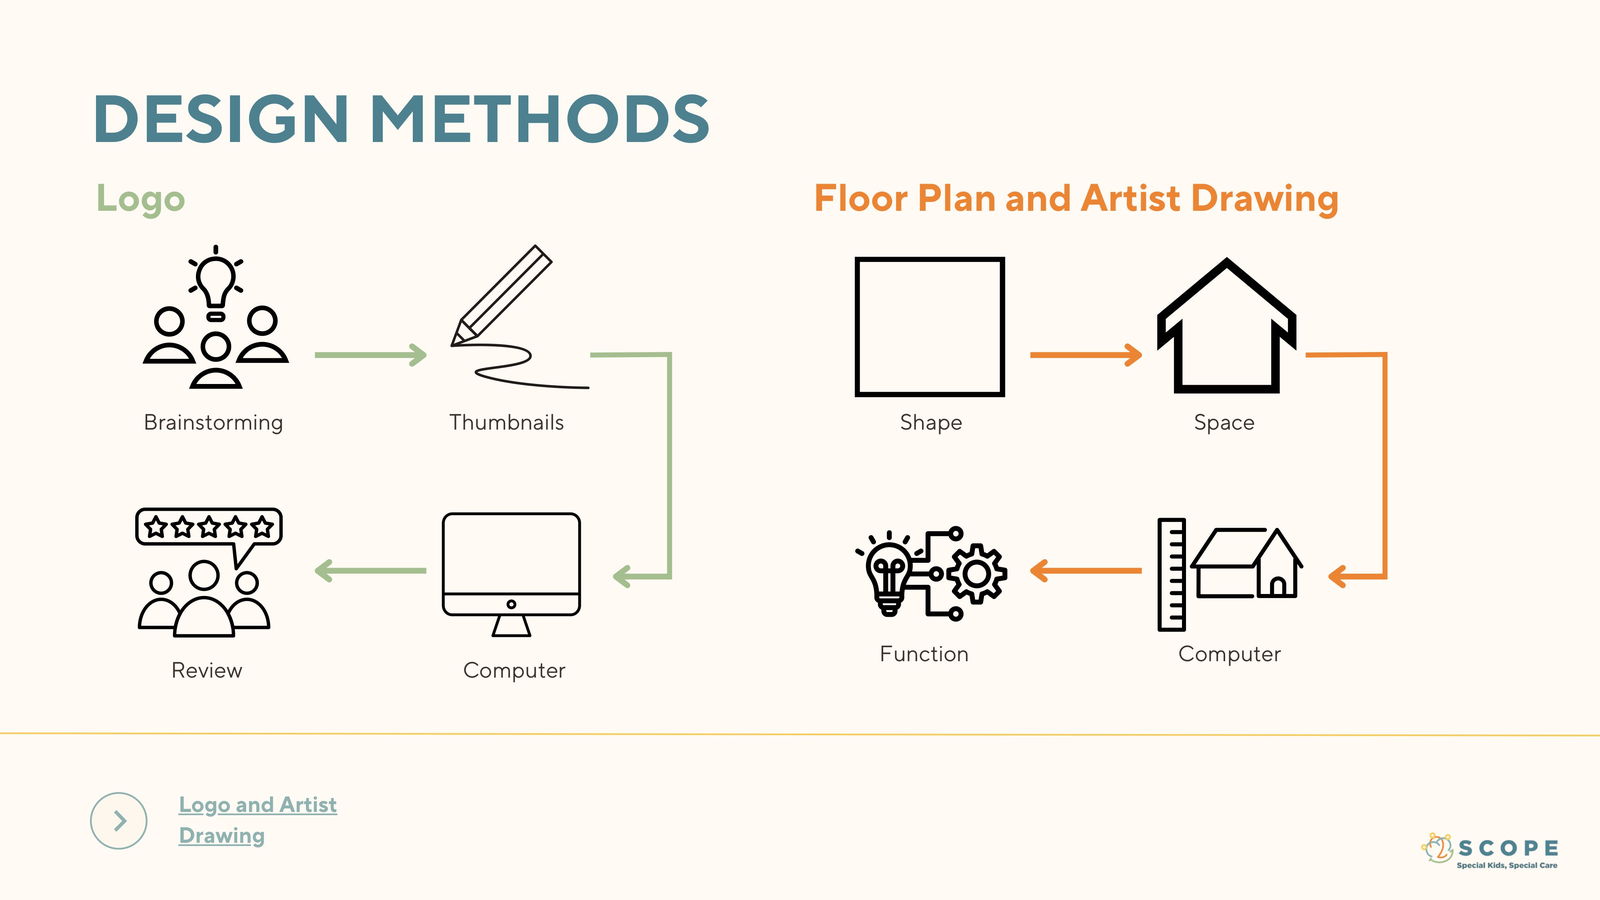 DESIGN METHODS
Logo
Brainstorming
Thumbnails
Review
Computer
Floor Plan and Artist Drawing
Shape
Space
Function
Computer
Logo and Artist
Drawing
SCOPE
Special Kids, Special Care